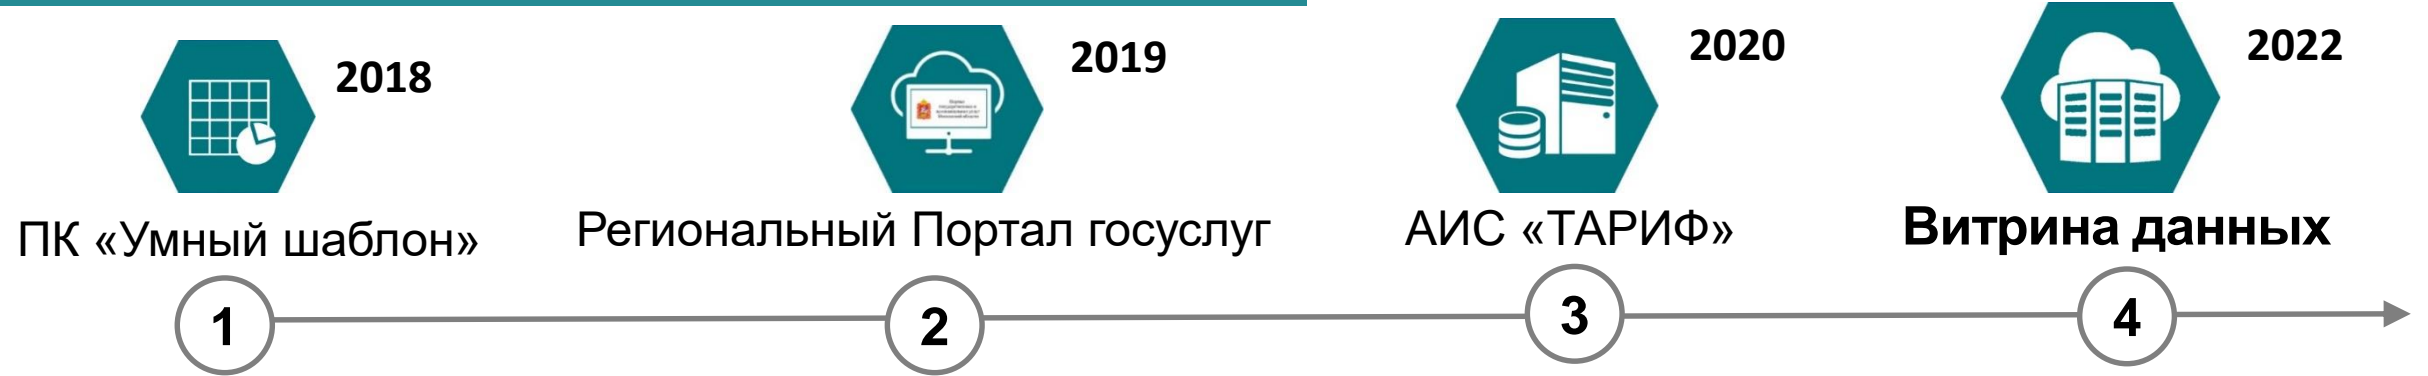 2018
2019
2020
2022
ПК «Умный шаблон»
Региональный Портал госуслуг
АИС «ТАРИФ»
Витрина данных
1
2
3
4